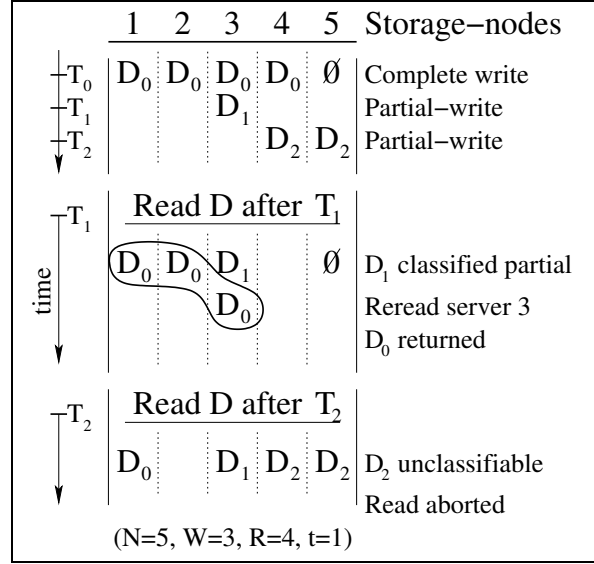 1 2 3 4 5 Storage−nodes
T0 D0 D0 D0 D0 Ø Complete write
T1 D1 Partial−write
T2 D2 D2 Partial−write
T1 Read D after T1
D0 D0 D1 Ø D1 classified partial
D0 Reread server 3
D0 returned
time
T2 Read D after T2
D0 D1 D2 D2 D2 unclassifiable
Read aborted
(N=5, W=3, R=4, t=1)